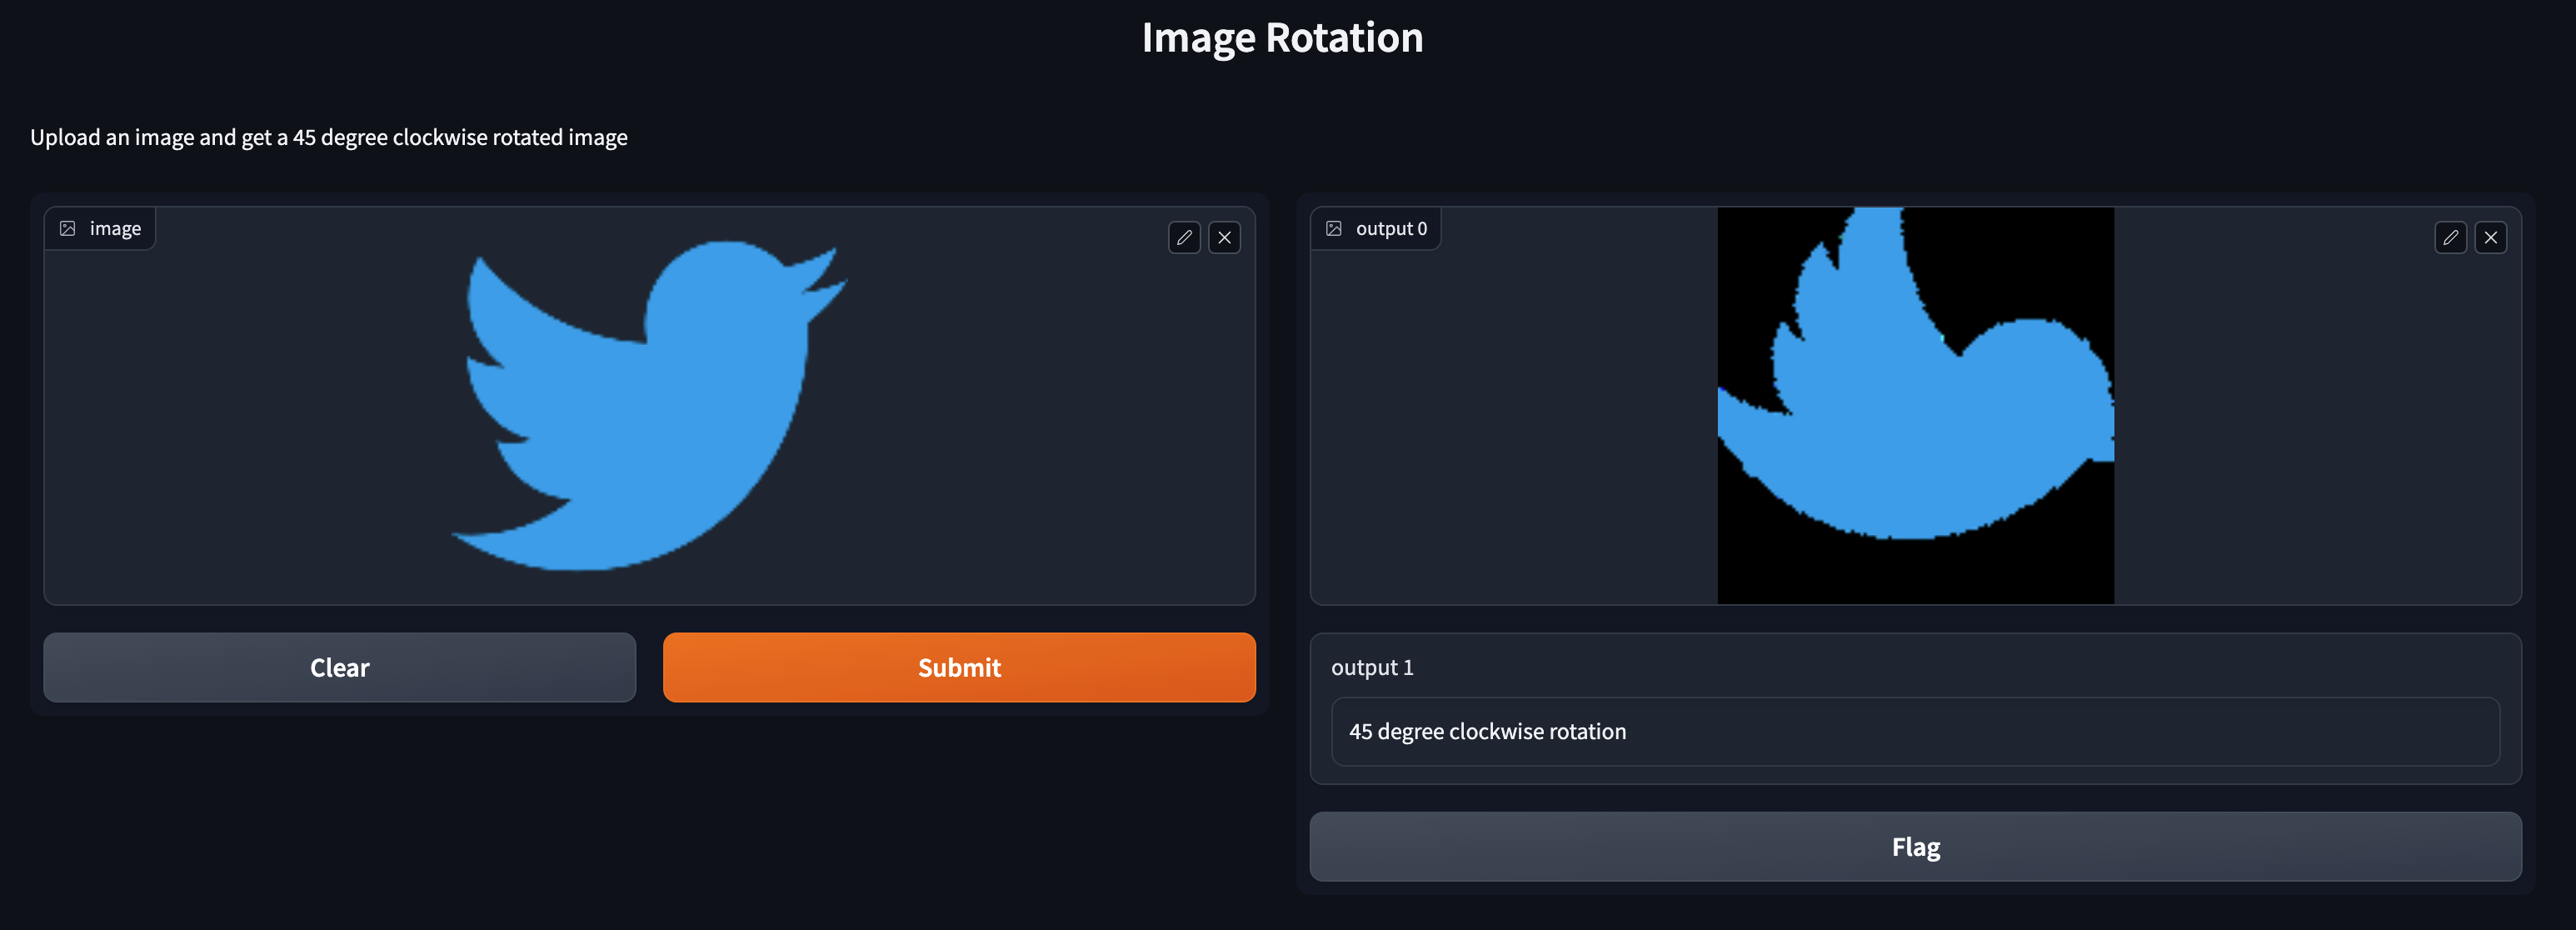 Image Rotation
Upload an image and get a 45 degree clockwise rotated image
image
output 0
Clear
Submit
output 1
45 degree clockwise rotation
Flag